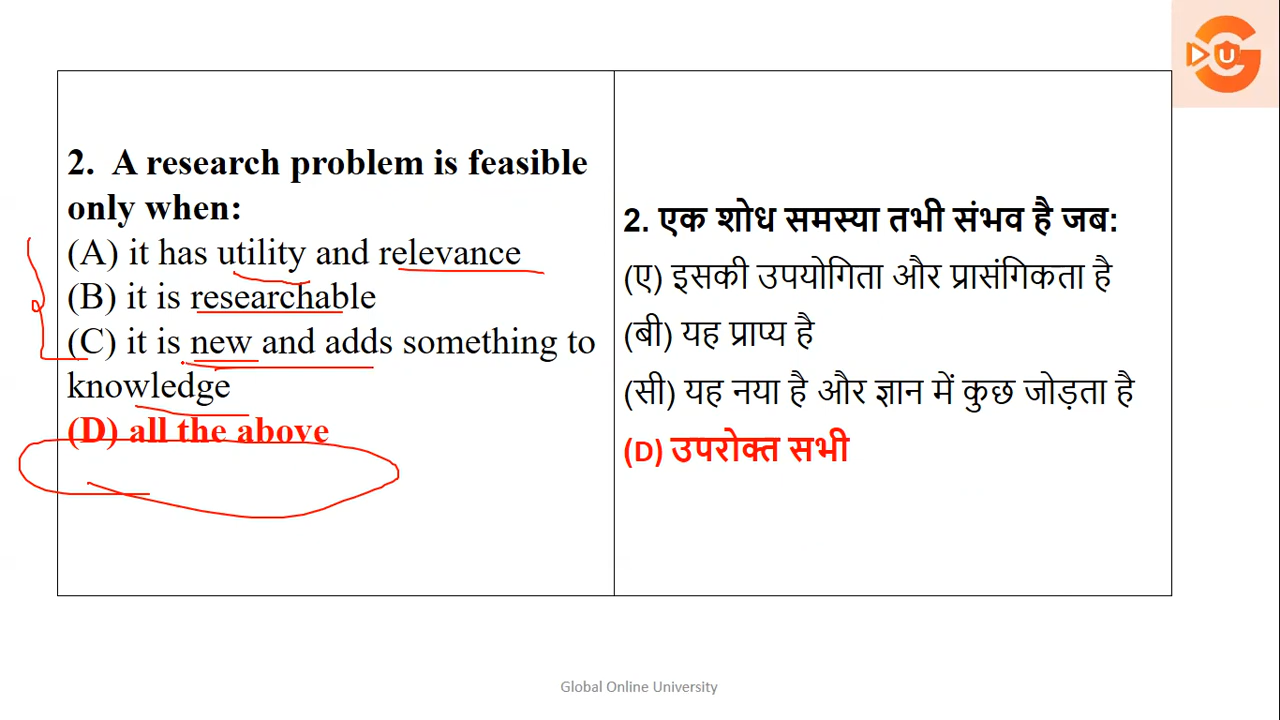 2. A research problem is feasible
only when:
(A) it has utility and relevance
(B) it is researchable
(C) it is new and adds something to
knowledge
(D) all the above
2. एक शोध समस्या तभी संभव है जब:
(ए) इसकी उपयोगिता और प्रासंगिकता है
(बी) यह प्राप्य है
(सी) यह नया है और ज्ञान में कुछ जोड़ता है
(D) उपरोक्त सभी
U
Global Online University